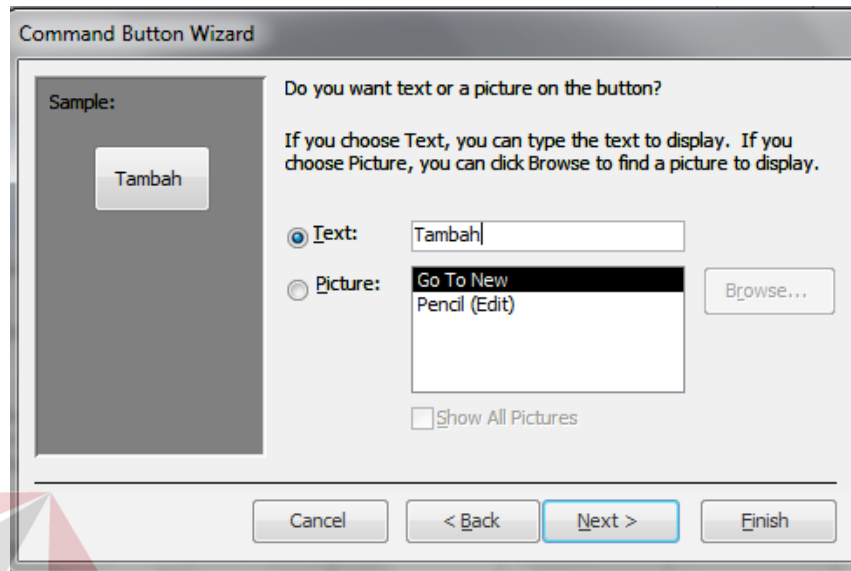 Command Button Wizard
Sample:
Tambah
Do you want text or a picture on the button?
If you choose Text, you can type the text to display. If you
choose Picture, you can click Browse to find a picture to display.
Text:
Tambah
Picture:
Go To New
Pencil (Edit)
Browse...
Show All Pictures
Cancel
< Back
Next >
Finish